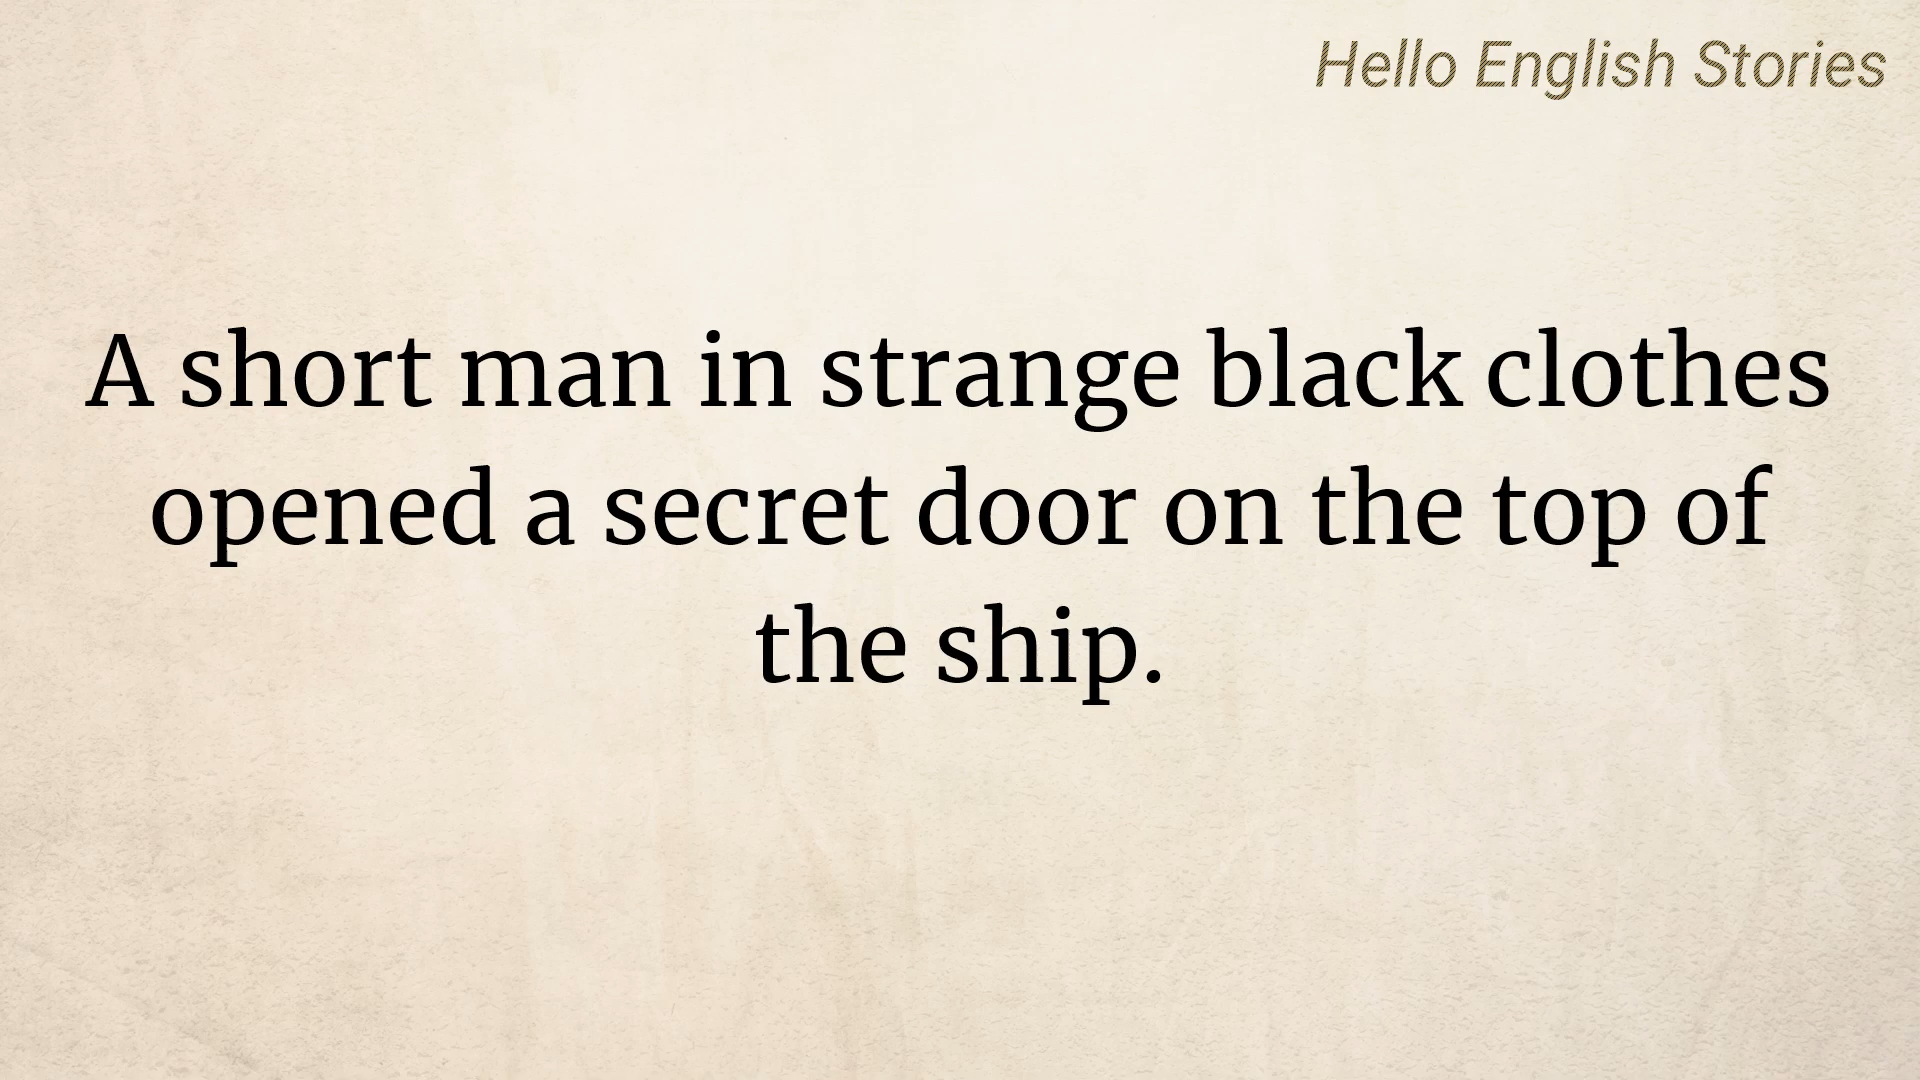 Hello English Stories
A short man in strange black clothes
opened a secret door on the top of
the ship.